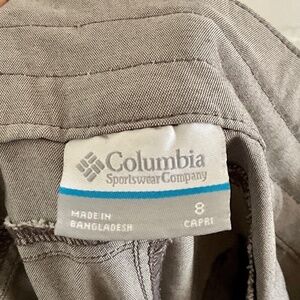 Columbia
Sportswear Company
MADE IN
BANGLADESH
8
CAPRI